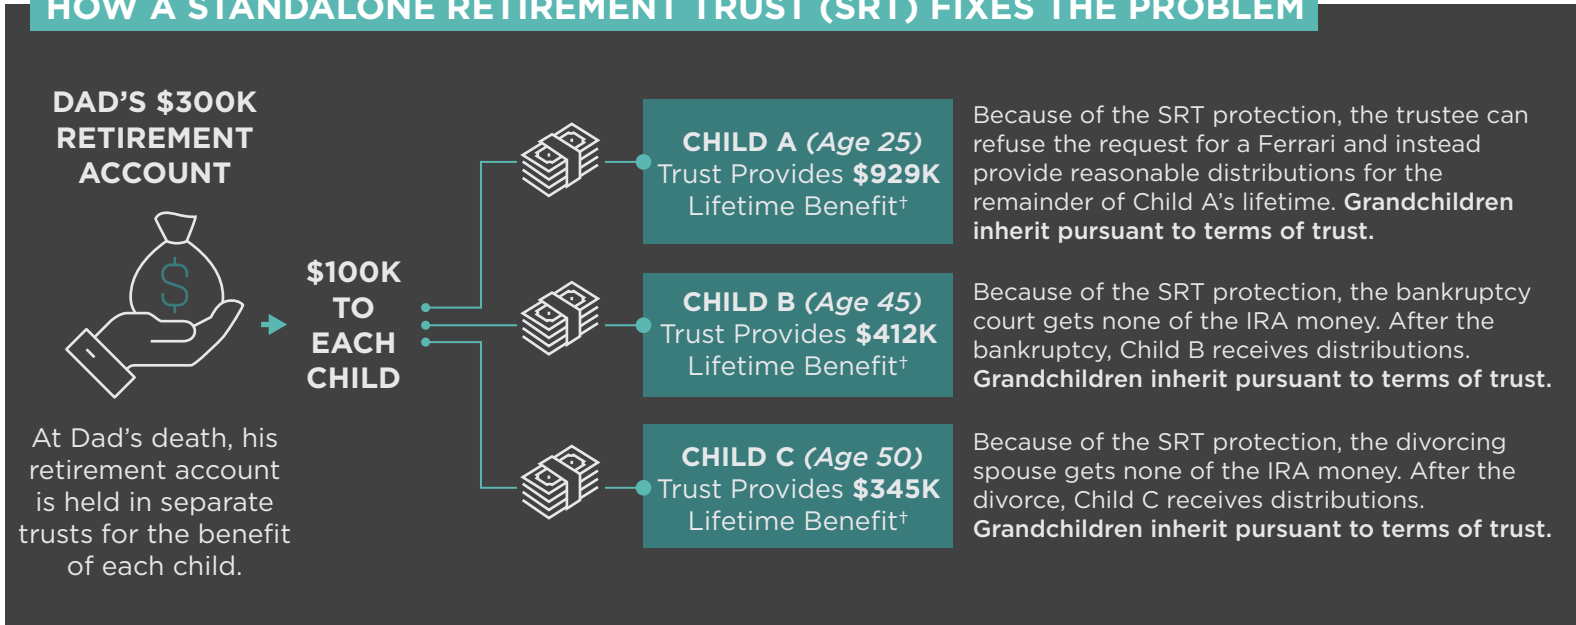 HOW A STANDALONE RETIREMENT TRUST (SRT) FIXES THE PROBLEM
DAD'S $300K
RETIREMENT
ACCOUNT
$
At Dad's death, his
retirement account
is held in separate
trusts for the benefit
of each child.
$100K
TO
EACH
CHILD
CHILD A (Age 25)
Trust Provides $929K
Lifetime Benefit†
Because of the SRT protection, the trustee can
refuse the request for a Ferrari and instead
provide reasonable distributions for the
remainder of Child A's lifetime. Grandchildren
inherit pursuant to terms of trust.
CHILD B (Age 45)
Trust Provides $412K
Lifetime Benefit†
Because of the SRT protection, the bankruptcy
court gets none of the IRA money. After the
bankruptcy, Child B receives distributions.
Grandchildren inherit pursuant to terms of trust.
CHILD C (Age 50)
Trust Provides $345K
Lifetime Benefit†
Because of the SRT protection, the divorcing
spouse gets none of the IRA money. After the
divorce, Child C receives distributions.
Grandchildren inherit pursuant to terms of trust.